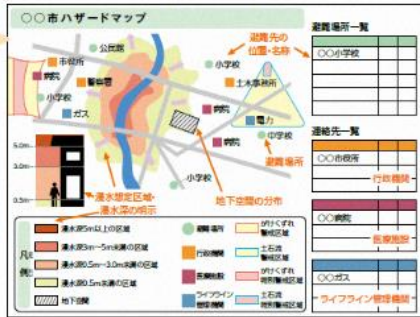 ○○市ハザードマップ
公民館
市役所
病院
警察署
小学校
ガス
小学校
避難先の
位置・名称
土木事務所
病院
電力
病院
中学校
避難場所
小学校
地下空間の分布
5.0m
3.0m
0.5m
浸水想定区域・
浸水深の明示
凡例
浸水深5m以上の区域
浸水深3m~5m未満の区域
浸水深0.5m~3.0m未満の区域
浸水深0.5m未満の区域
地下空間
避難場所
行政機関
医療施設
ライフライン
管理機関
がけくずれ
警戒区域
土石流
警戒区域
がけくずれ
特別警戒区域
土石流
特別警戒区域
避難場所一覧
○○小学校
連絡先一覧
○○市役所
行政機関
○○病院
医療施設
○○ガス
ライフライン管理機関